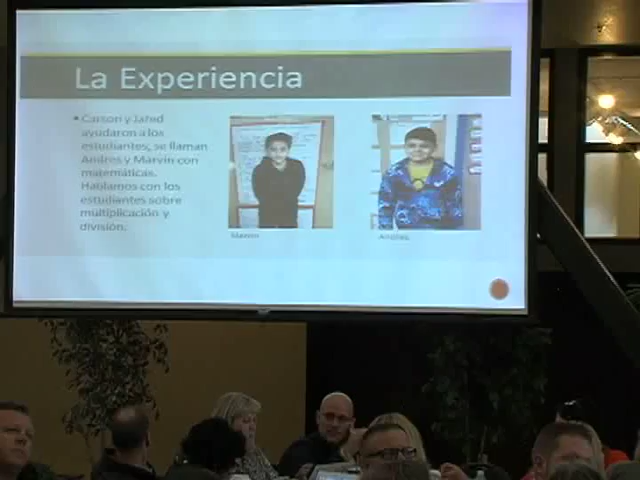 La Experiencia
Carson y Jahid
ayudaron a los
estudiantes, se llaman
Andres y Marvin con
matemáticas.
Hablamos con los
estudiantes sobre
multiplicación y
división.
Marvin
Andres